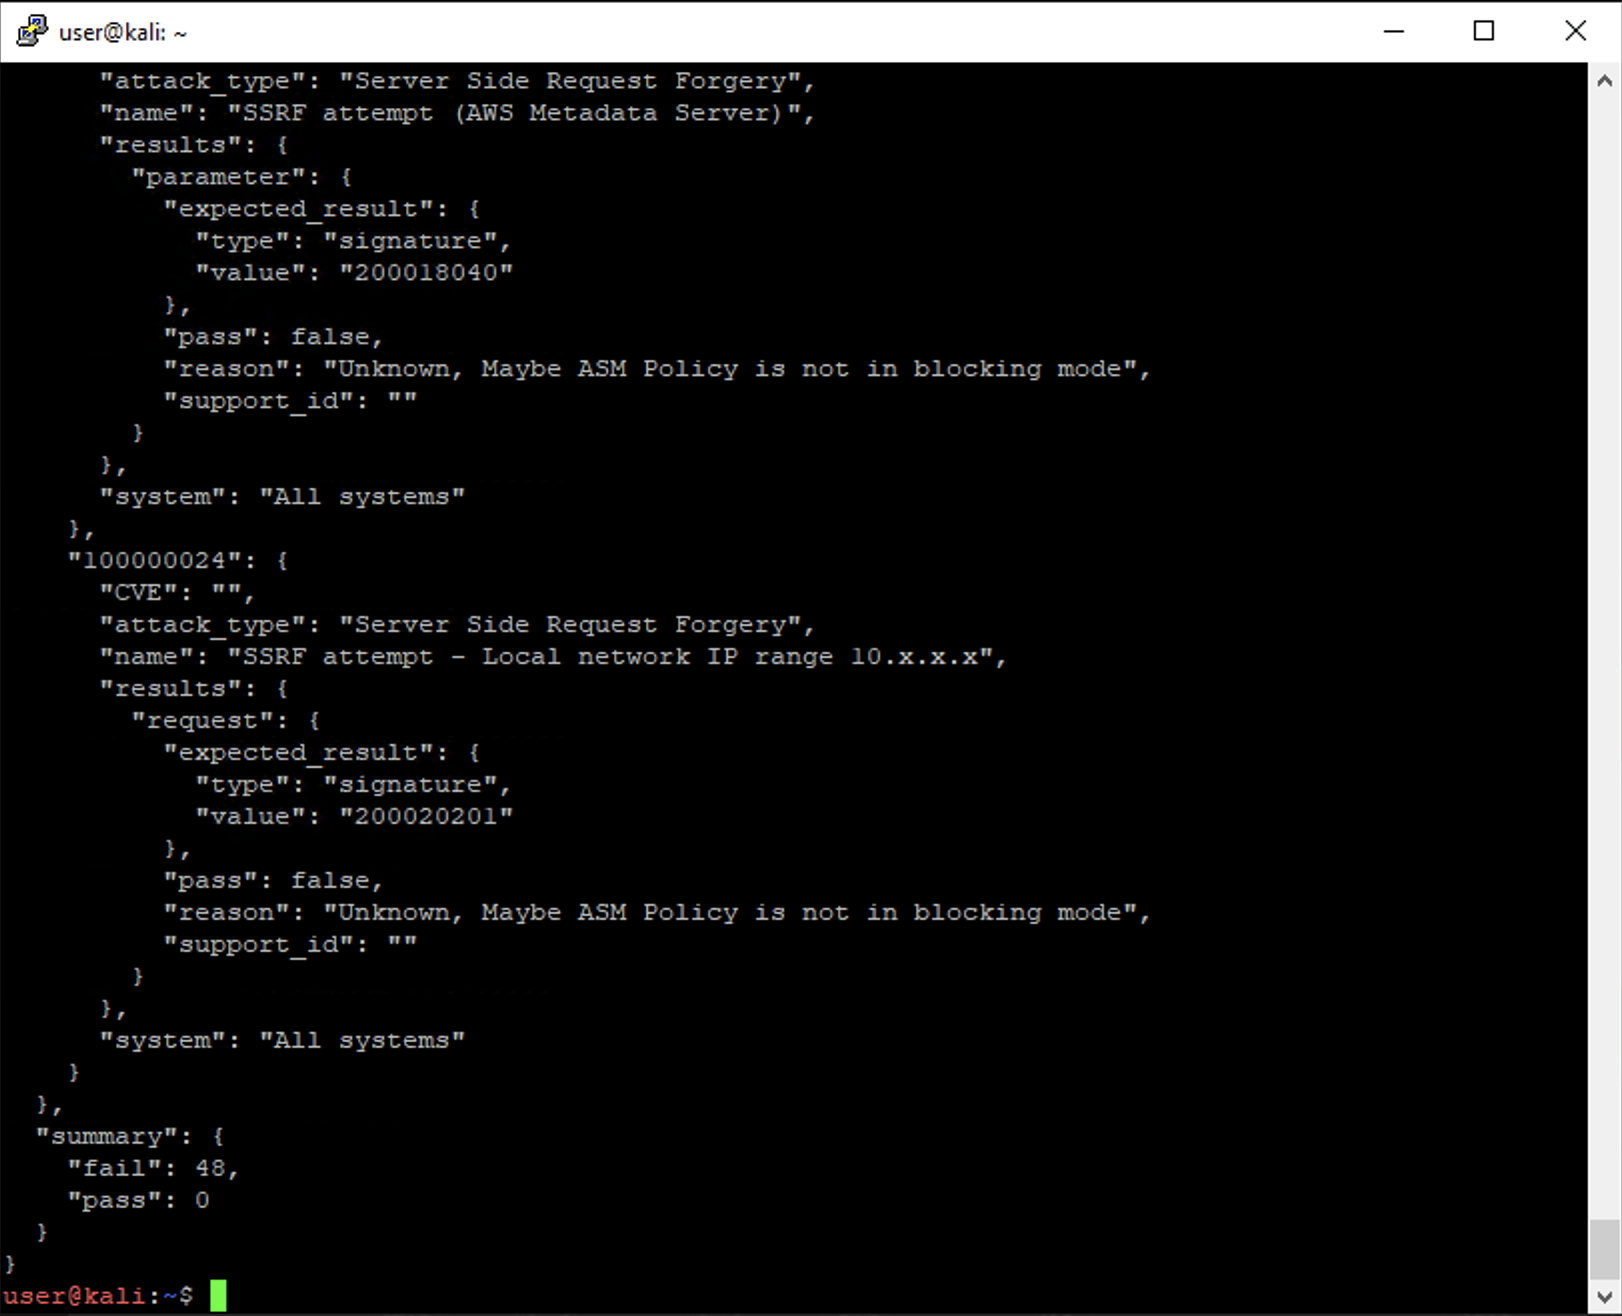 user@kali: ~
"attack_type": "Server Side Request Forgery",
"name": "SSRF attempt (AWS Metadata Server)",
"results": {
"parameter": {
"expected_result": {
"type": "signature",
"value": "200018040"
},
"pass": false,
"reason": "Unknown, Maybe ASM Policy is not in blocking mode",
"support_id": ""
}
},
"system": "All systems"
},
"100000024": {
"CVE": "",
"attack_type": "Server Side Request Forgery",
"name": "SSRF attempt - Local network IP range 10.x.x.x",
"results": {
"request": {
"expected_result": {
"type": "signature",
"value": "200020201"
},
"pass": false,
"reason": "Unknown, Maybe ASM Policy is not in blocking mode",
"support_id": ""
}
},
"system": "All systems"
}
},
"summary": {
"fail": 48,
"pass": 0
}
}
user@kali:~$